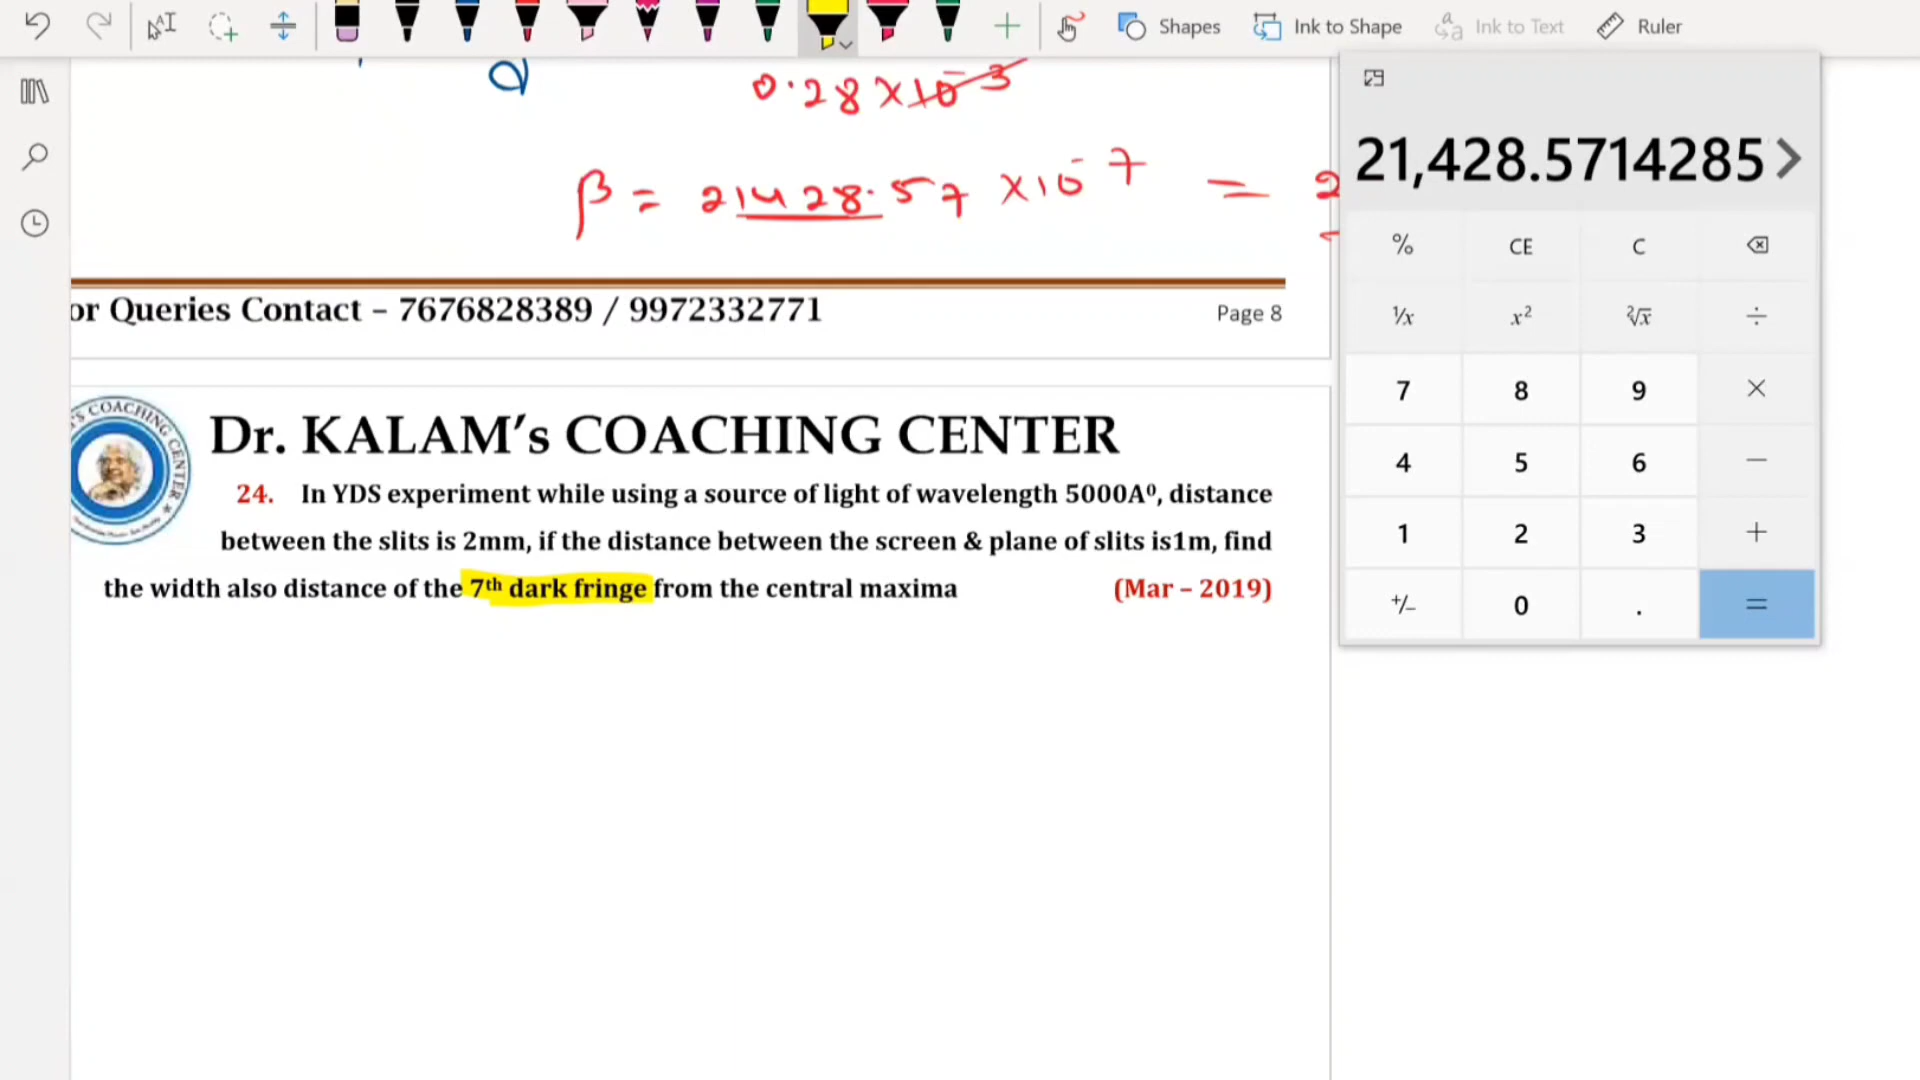 Shapes Ink to Shape Ink to Text Ruler
0.28×10⁻³
β = 21428.57 ×10⁻⁷ = 2
21,428.5714285
% CE C
¹/x x² ²√x ÷
7 8 9 ×
4 5 6 −
1 2 3 +
+/− 0 . =
or Queries Contact – 7676828389 / 9972332771
Page 8
'S COACHING CENTER
Dr. KALAM’s COACHING CENTER
24. In YDS experiment while using a source of light of wavelength 5000A⁰, distance
between the slits is 2mm, if the distance between the screen & plane of slits is1m, find
the width also distance of the 7th dark fringe from the central maxima (Mar – 2019)